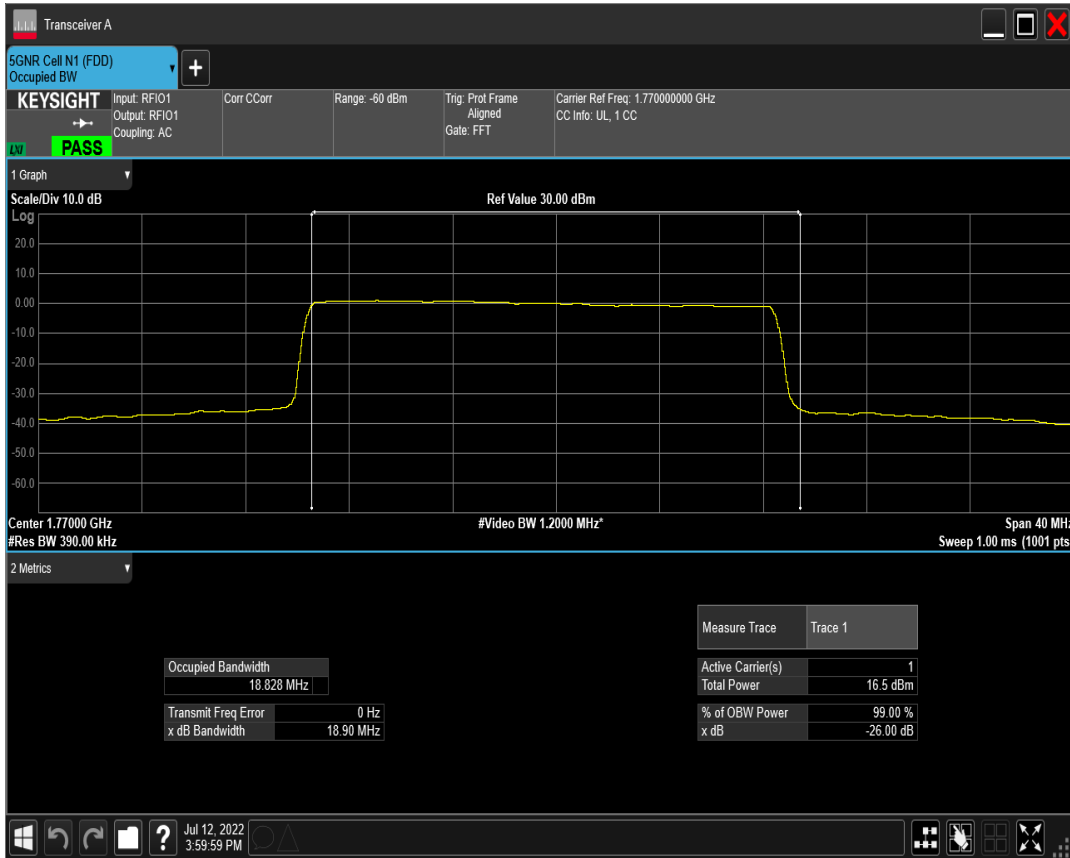 Transceiver A
5GNR Cell N1 (FDD)
Occupied BW
+
KEYSIGHT
LXI
PASS
Input: RFIO1
Output: RFIO1
Coupling: AC
Corr CCorr
Range: -60 dBm
Trig: Prot Frame
Aligned
Gate: FFT
Carrier Ref Freq: 1.770000000 GHz
CC Info: UL, 1 CC
1 Graph
Scale/Div 10.0 dB
Ref Value 30.00 dBm
Log
20.0
10.0
0.00
-10.0
-20.0
-30.0
-40.0
-50.0
-60.0
Center 1.77000 GHz
#Video BW 1.2000 MHz*
Span 40 MHz
#Res BW 390.00 kHz
Sweep 1.00 ms (1001 pts
2 Metrics
Measure Trace Trace 1
Occupied Bandwidth
18.828 MHz
Active Carrier(s) 1
Total Power 16.5 dBm
Transmit Freq Error 0 Hz
x dB Bandwidth 18.90 MHz
% of OBW Power 99.00 %
x dB -26.00 dB
?
Jul 12, 2022
3:59:59 PM